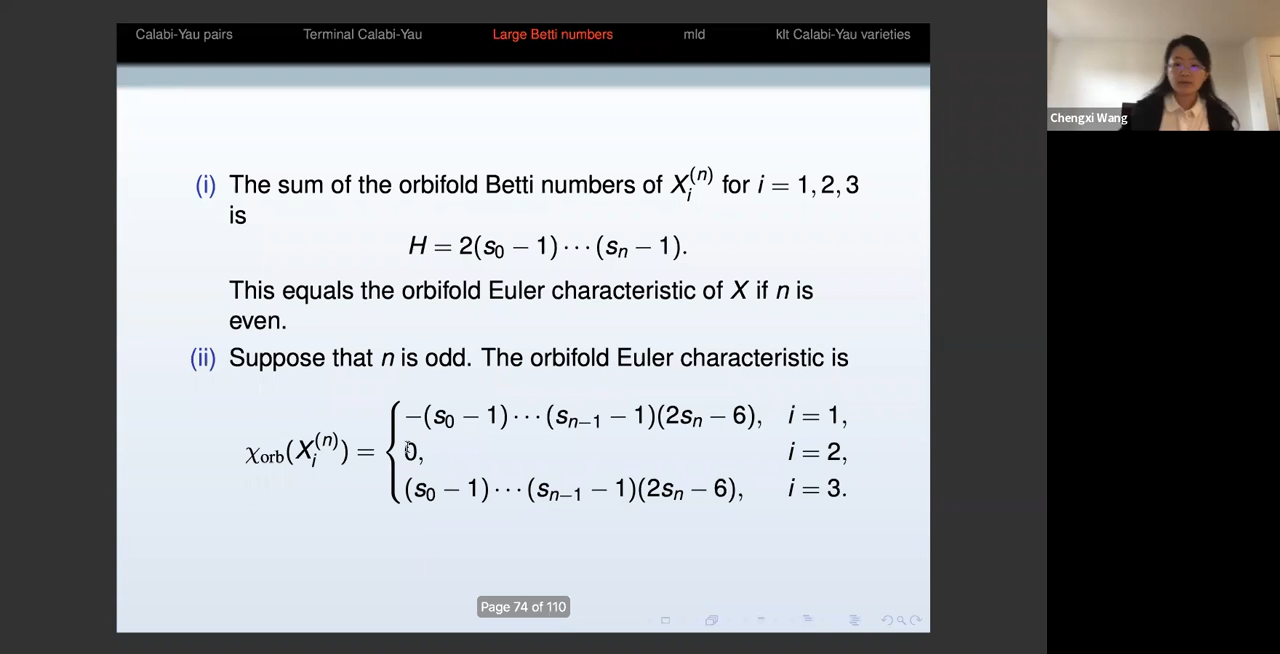 Calabi-Yau pairs Terminal Calabi-Yau Large Betti numbers mld klt Calabi-Yau varieties
Chengxi Wang
(i) The sum of the orbifold Betti numbers of X_i^{(n)} for i = 1, 2, 3
is
H = 2(s_0 − 1) ⋯ (s_n − 1).
This equals the orbifold Euler characteristic of X if n is
even.
(ii) Suppose that n is odd. The orbifold Euler characteristic is
χ_{orb}(X_i^{(n)}) = { −(s_0 − 1) ⋯ (s_{n−1} − 1)(2s_n − 6), i = 1,
0, i = 2,
(s_0 − 1) ⋯ (s_{n−1} − 1)(2s_n − 6), i = 3.
Page 74 of 110